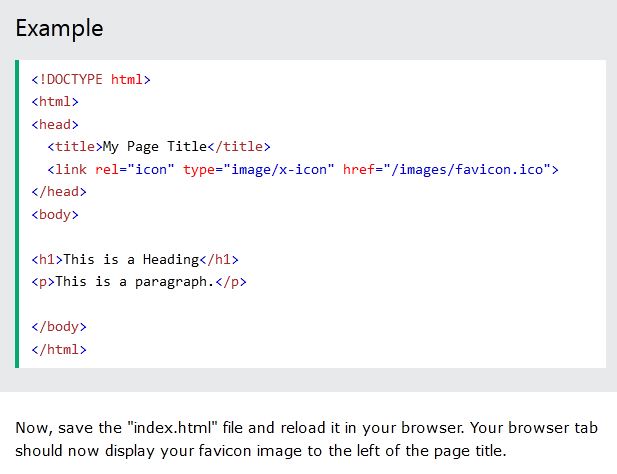 Example
<!DOCTYPE html>
<html>
<head>
  <title>My Page Title</title>
  <link rel="icon" type="image/x-icon" href="/images/favicon.ico">
</head>
<body>

<h1>This is a Heading</h1>
<p>This is a paragraph.</p>

</body>
</html>
Now, save the "index.html" file and reload it in your browser. Your browser tab
should now display your favicon image to the left of the page title.